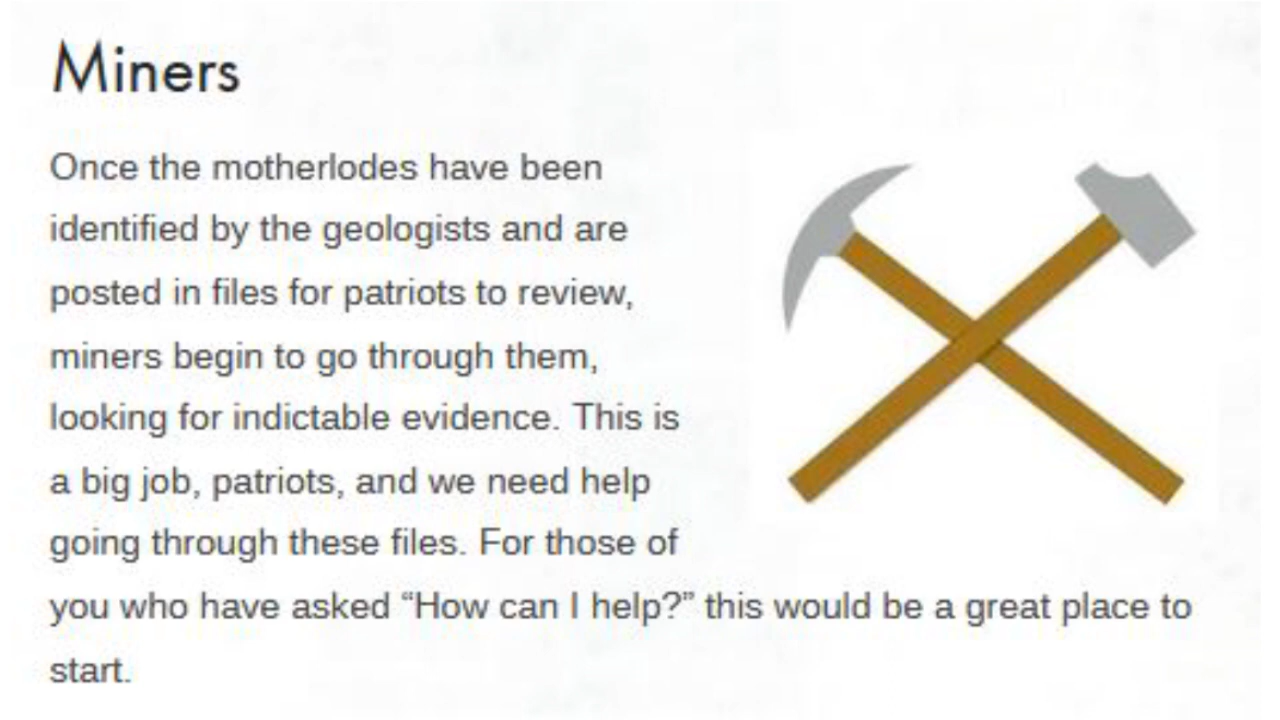 Miners
Once the motherlodes have been
identified by the geologists and are
posted in files for patriots to review,
miners begin to go through them,
looking for indictable evidence. This is
a big job, patriots, and we need help
going through these files. For those of
you who have asked “How can I help?” this would be a great place to
start.